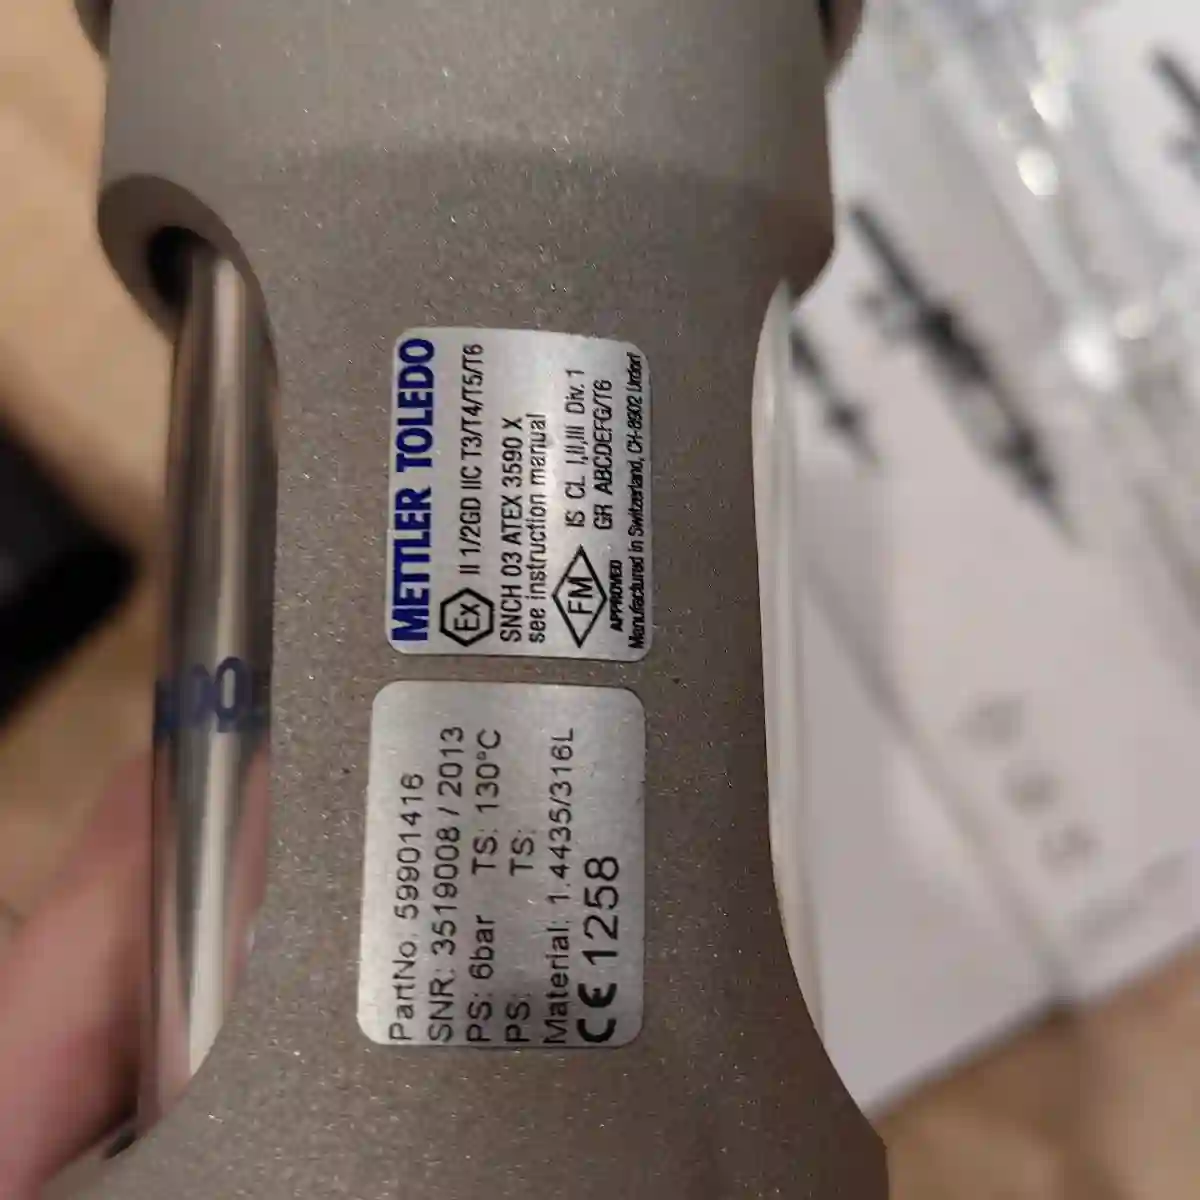 METTLER TOLEDO
Ex II 1/2GD IIC T3/T4/T5/T6
SNCH 03 ATEX 3590 X
see instruction manual
FM IS CL I,II,III Div. 1
APPROVED GR ABCDEFG/T6
Manufactured in Switzerland, CH-8902 Urdorf
PartNo. 59901416
SNR: 3519008 / 2013
PS: 6bar TS: 130°C
PS: TS:
Material: 1.4435/316L
CE 1258